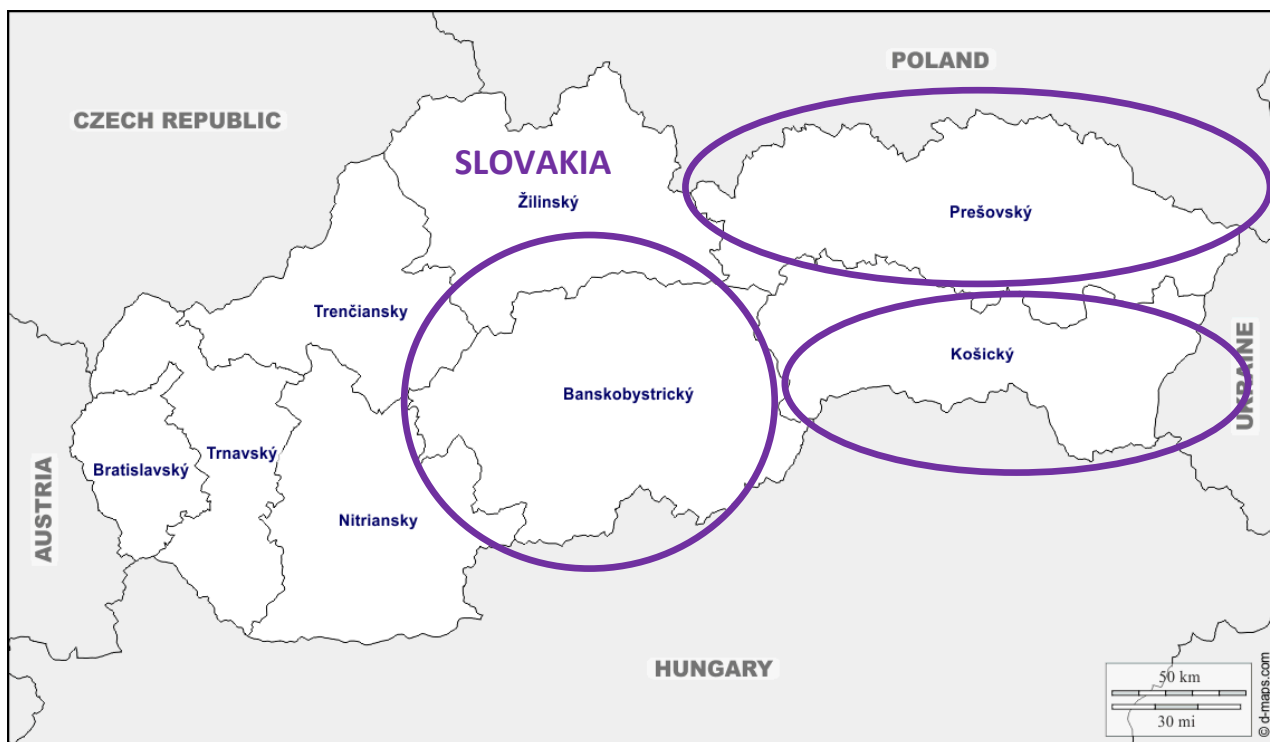 POLAND
CZECH REPUBLIC
SLOVAKIA
Žilinský
Prešovský
Trenčiansky
UKRAINE
Košický
Banskobystrický
Trnavský
Bratislavský
AUSTRIA
Nitriansky
HUNGARY
50 km
30 mi
© d-maps.com